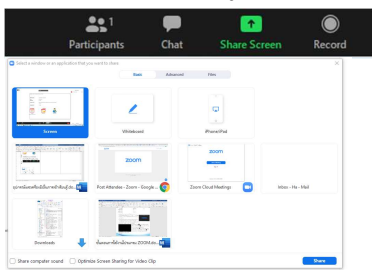 1
Participants
Chat
Share Screen
Record
Select a window or an application that you want to share
Basic
Advanced
Files
Screen
Whiteboard
iPhone/iPad
zoom
zoom
Post Attendee - Zoom - Google ...
Zoom Cloud Meetings
Inbox - Ha - Mail
Downloads
Share computer sound
Optimize Screen Sharing for Video Clip
Share